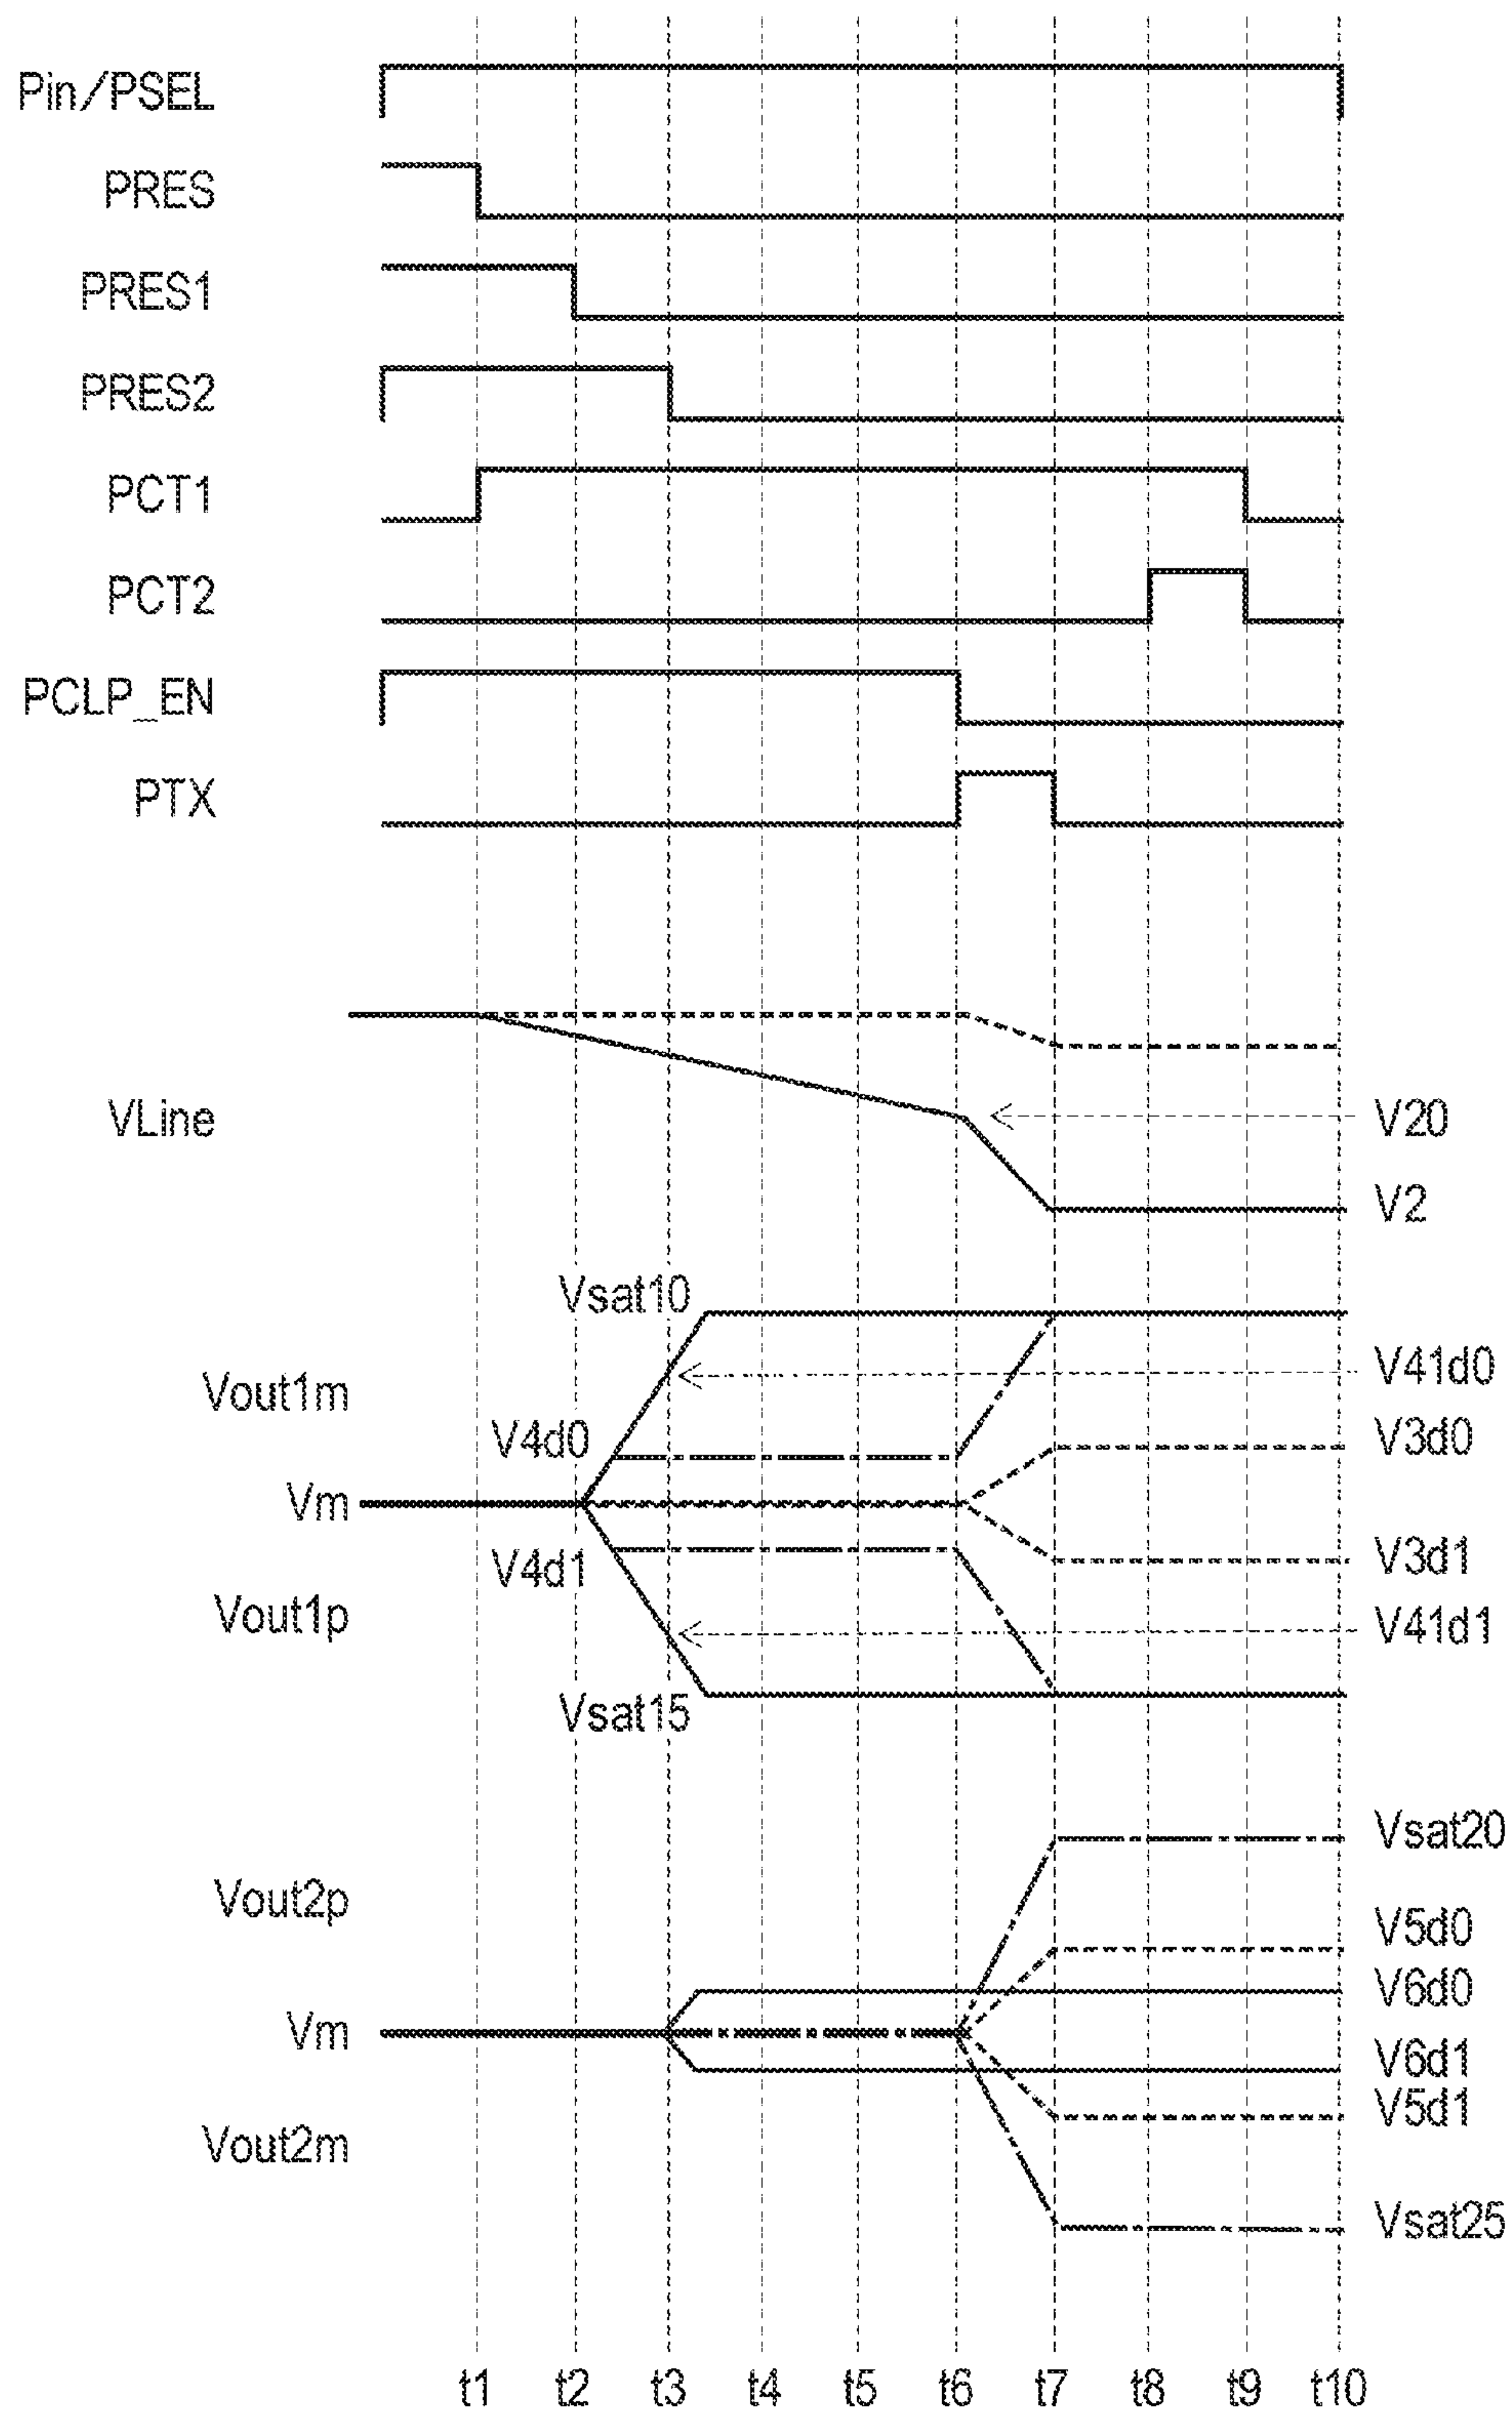 Pin/PSEL
PRES
PRES1
PRES2
PCT1
PCT2
PCLP_EN
PTX
VLine
V20
V2
Vsat10
Vout1m
V41d0
V4d0
V3d0
Vm
V4d1
V3d1
Vout1p
V41d1
Vsat15
Vsat20
Vout2p
V5d0
V6d0
Vm
V6d1
V5d1
Vout2m
Vsat25
t1 t2 t3 t4 t5 t6 t7 t8 t9 t10